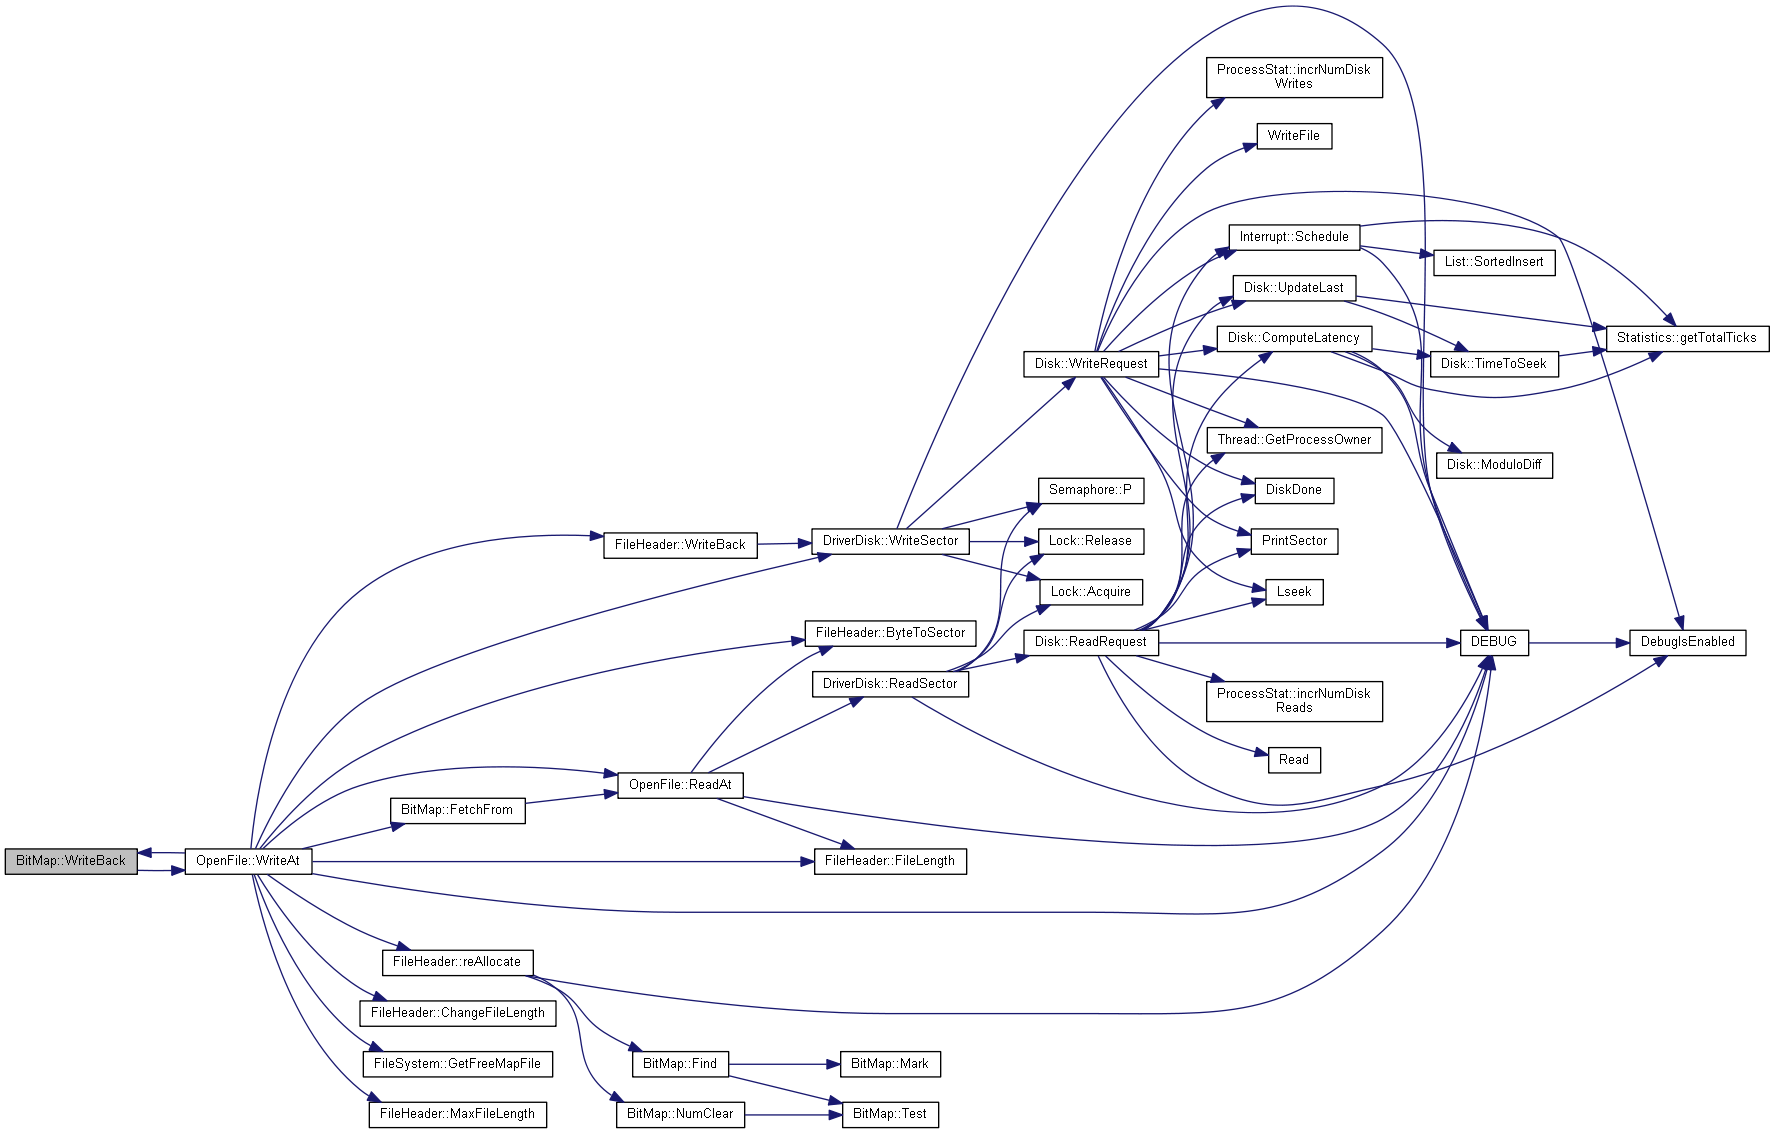 ProcessStat::incrNumDisk
Writes
WriteFile
Interrupt::Schedule
List::SortedInsert
Disk::UpdateLast
Disk::ComputeLatency
Statistics::getTotalTicks
Disk::WriteRequest
Disk::TimeToSeek
Thread::GetProcessOwner
Disk::ModuloDiff
Semaphore::P
DiskDone
FileHeader::WriteBack
DriverDisk::WriteSector
Lock::Release
PrintSector
Lock::Acquire
Lseek
FileHeader::ByteToSector
Disk::ReadRequest
DEBUG
DebugIsEnabled
DriverDisk::ReadSector
ProcessStat::incrNumDisk
Reads
Read
OpenFile::ReadAt
BitMap::FetchFrom
BitMap::WriteBack
OpenFile::WriteAt
FileHeader::FileLength
FileHeader::reAllocate
FileHeader::ChangeFileLength
FileSystem::GetFreeMapFile
BitMap::Find
BitMap::Mark
FileHeader::MaxFileLength
BitMap::NumClear
BitMap::Test